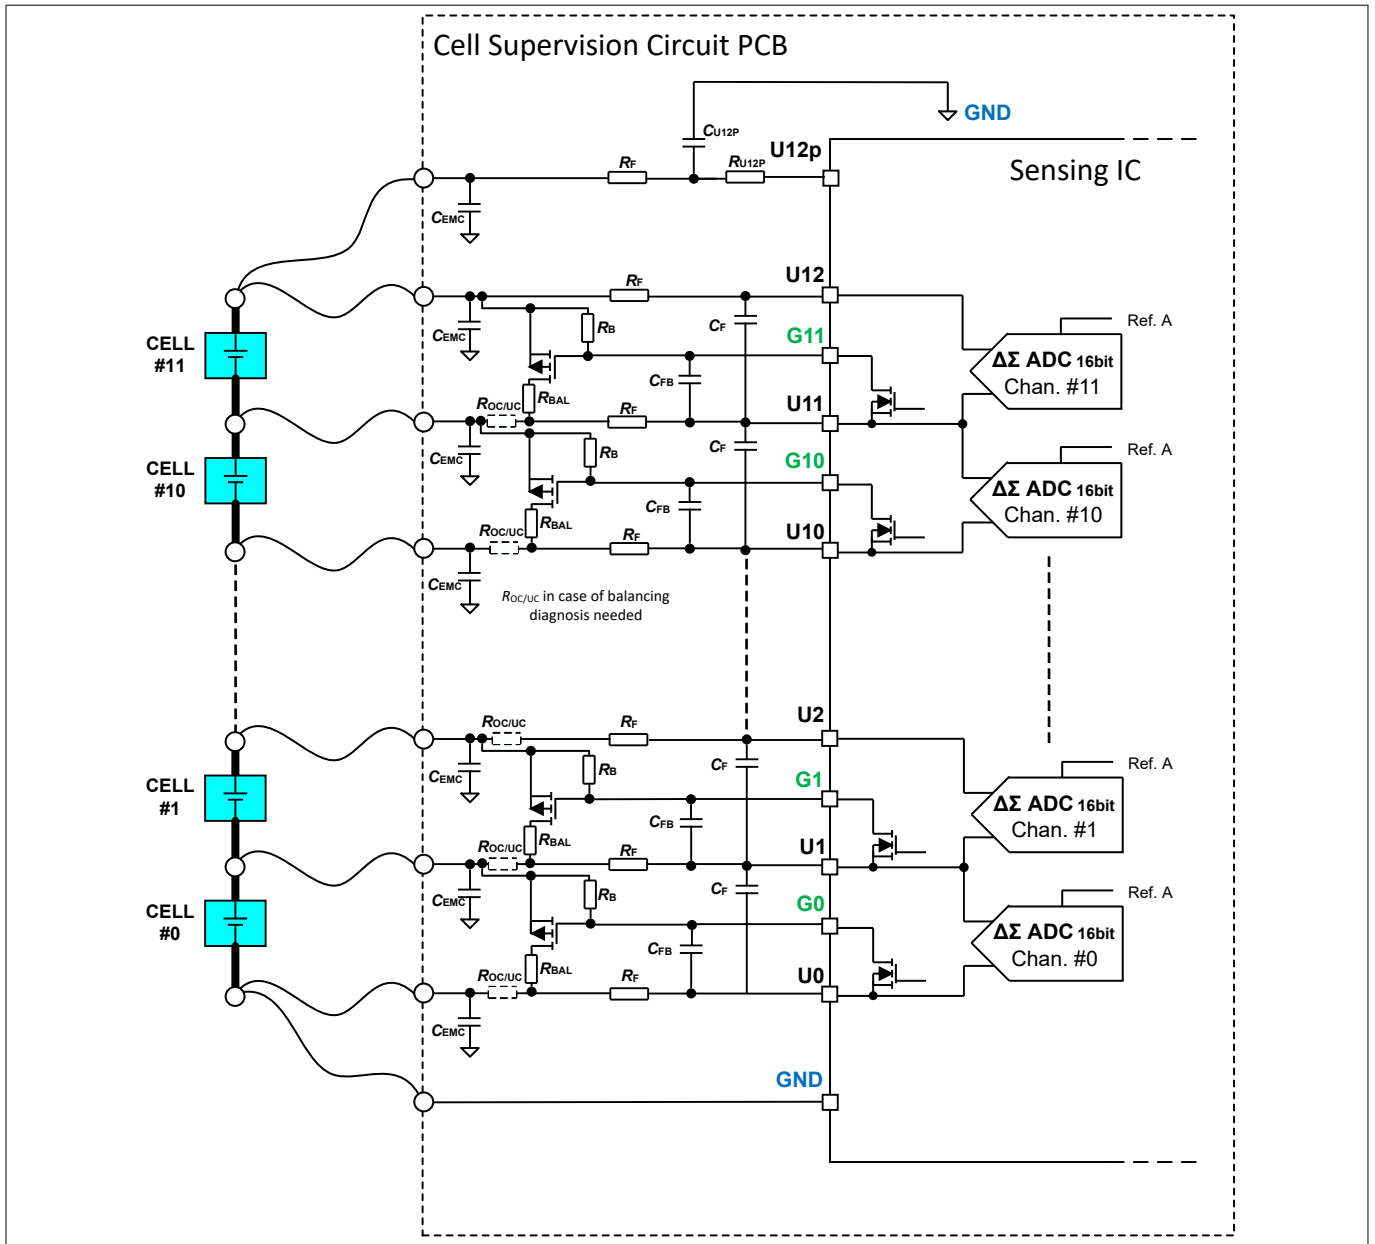 Cell Supervision Circuit PCB
GND
CU12P
U12p
RF
RU12P
Sensing IC
CEMC
U12
RF
CEMC
RB
CF
G11
Ref. A
CELL
#11
ΔΣ ADC 16bit
Chan. #11
CFB
RBAL
ROC/UC
RF
U11
CEMC
RB
CF
G10
Ref. A
CELL
#10
ΔΣ ADC 16bit
Chan. #10
CFB
RBAL
ROC/UC
RF
U10
CEMC
ROC/UC in case of balancing
diagnosis needed
U2
ROC/UC
RF
CEMC
RB
CF
G1
Ref. A
CELL
#1
ΔΣ ADC 16bit
Chan. #1
CFB
RBAL
ROC/UC
RF
U1
CEMC
RB
CF
G0
Ref. A
CELL
#0
ΔΣ ADC 16bit
Chan. #0
CFB
RBAL
ROC/UC
RF
U0
CEMC
GND